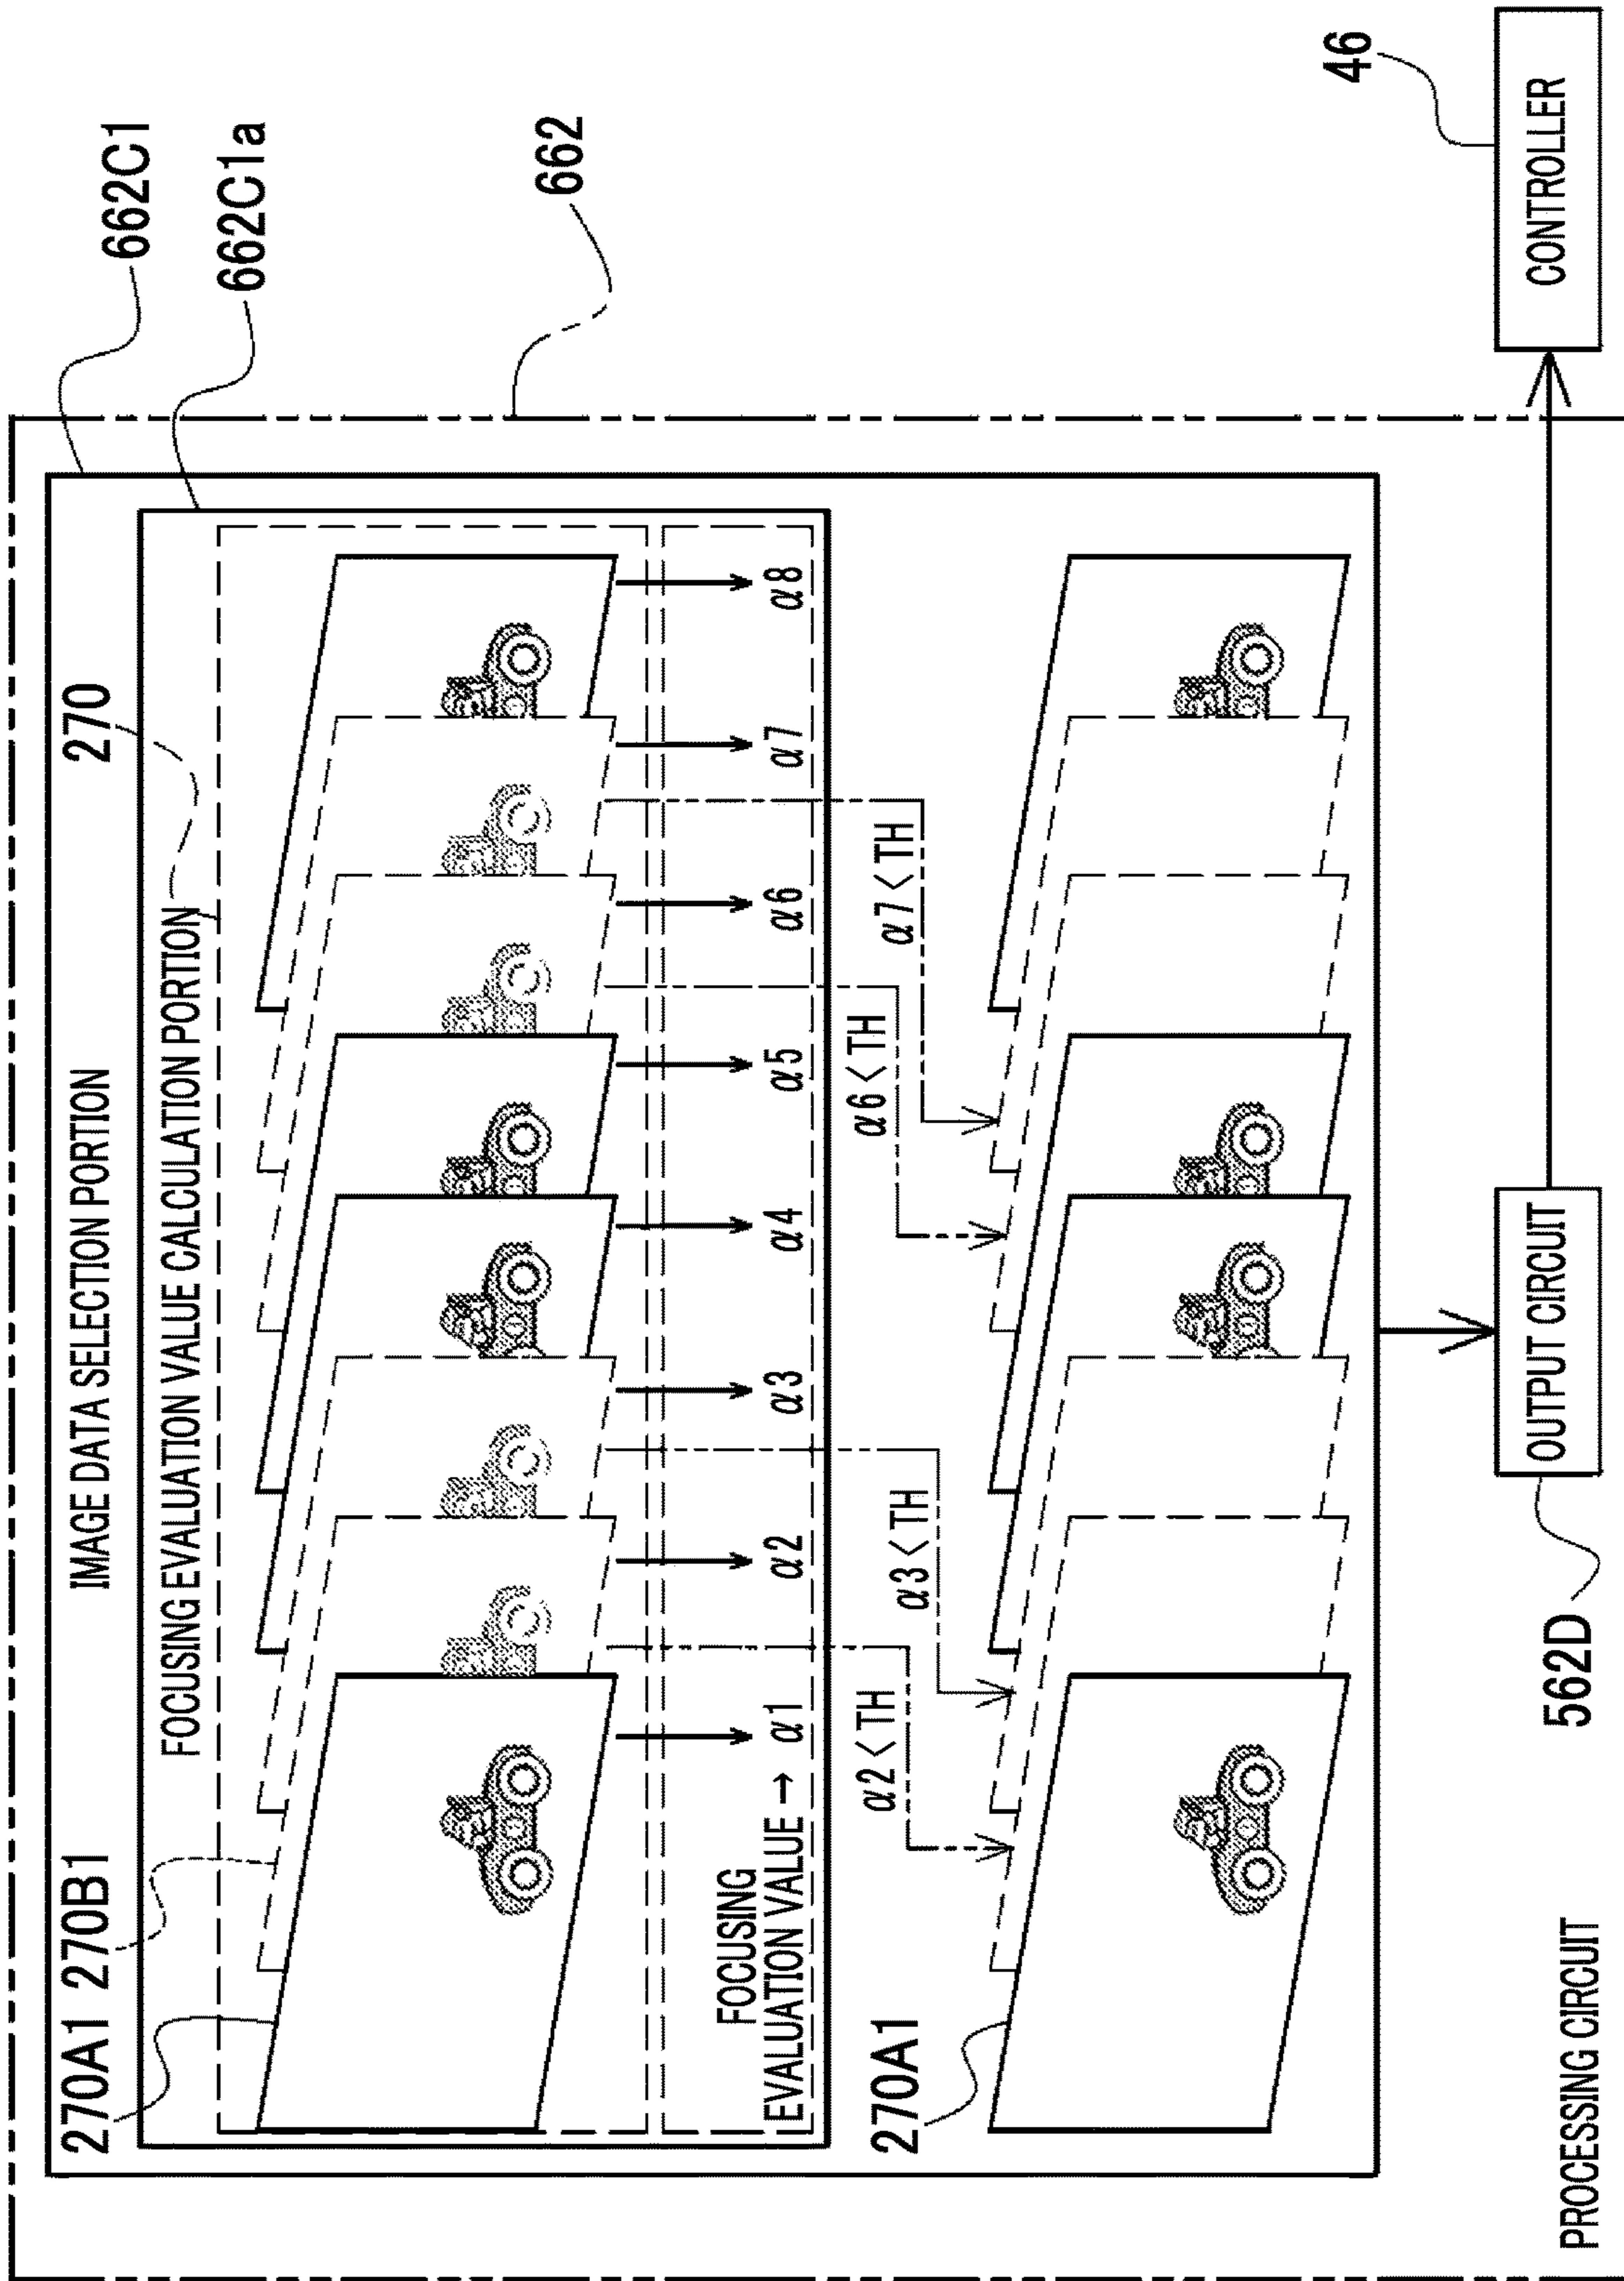 662C1
662C1a
662
46
IMAGE DATA SELECTION PORTION
270
270A1
270B1
FOCUSING EVALUATION VALUE CALCULATION PORTION
FOCUSING
EVALUATION VALUE → α1
α2
α3
α4
α5
α6
α7
α8
α2<TH
α3<TH
α6<TH
α7<TH
270A1
562D
OUTPUT CIRCUIT
CONTROLLER
PROCESSING CIRCUIT